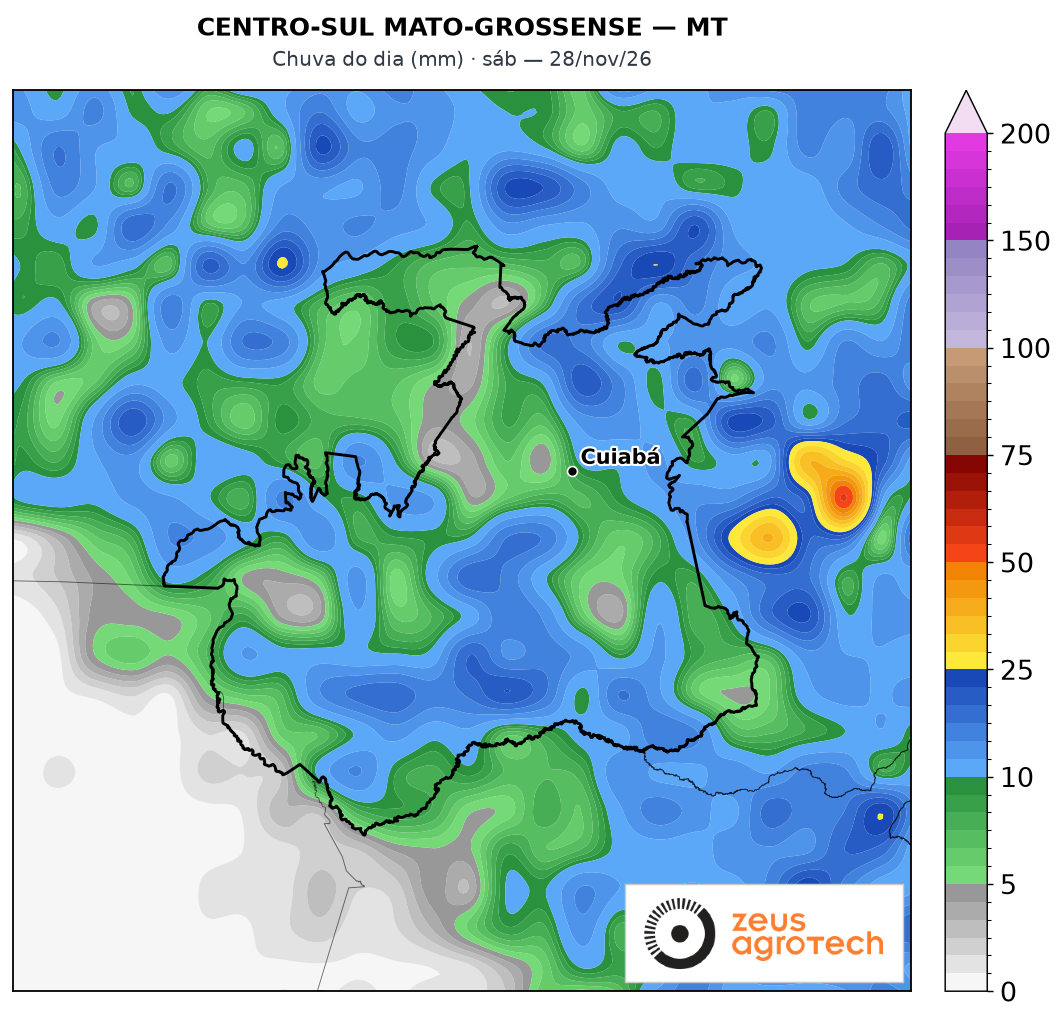 CENTRO-SUL MATO-GROSSENSE — MT
Chuva do dia (mm) · sáb — 28/nov/26
200
150
100
75
50
25
10
5
0
Cuiabá
zeus
agrotech